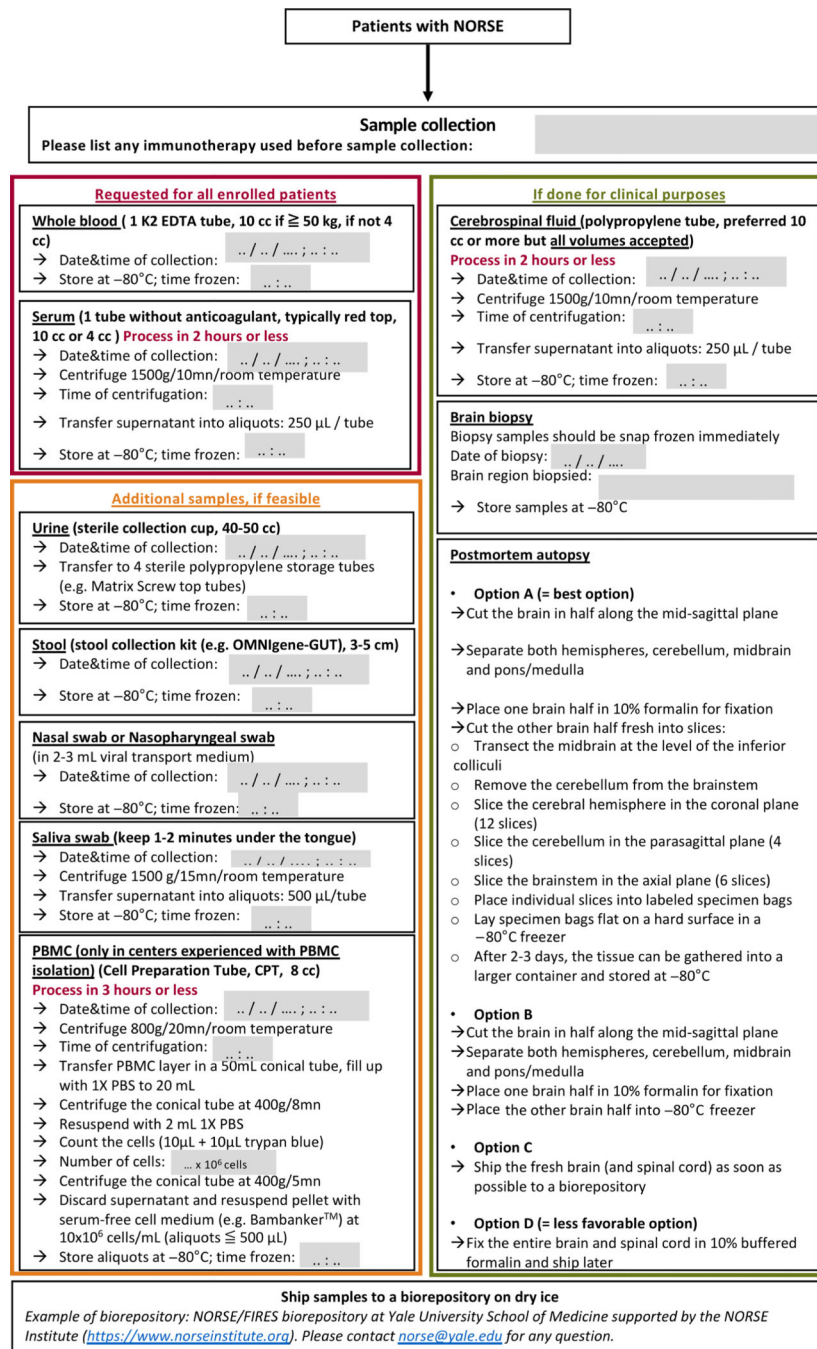 Patients with NORSE
Sample collection
Please list any immunotherapy used before sample collection:
Requested for all enrolled patients
Whole blood ( 1 K2 EDTA tube, 10 cc if ≧ 50 kg, if not 4
cc)
→ Date&time of collection: .. / .. / .... ; .. : ..
→ Store at −80°C; time frozen: .. : ..
Serum (1 tube without anticoagulant, typically red top,
10 cc or 4 cc ) Process in 2 hours or less
→ Date&time of collection: .. / .. / .... ; .. : ..
→ Centrifuge 1500g/10mn/room temperature
→ Time of centrifugation: .. : ..
→ Transfer supernatant into aliquots: 250 µL / tube
→ Store at −80°C; time frozen: .. : ..
Additional samples, if feasible
Urine (sterile collection cup, 40-50 cc)
→ Date&time of collection: .. / .. / .... ; .. : ..
→ Transfer to 4 sterile polypropylene storage tubes
(e.g. Matrix Screw top tubes)
→ Store at −80°C; time frozen: .. : ..
Stool (stool collection kit (e.g. OMNIgene-GUT), 3-5 cm)
→ Date&time of collection: .. / .. / .... ; .. : ..
→ Store at −80°C; time frozen: .. : ..
Nasal swab or Nasopharyngeal swab
(in 2-3 mL viral transport medium)
→ Date&time of collection: .. / .. / .... ; .. : ..
→ Store at −80°C; time frozen: .. : ..
Saliva swab (keep 1-2 minutes under the tongue)
→ Date&time of collection: .. / .. / .... ; .. : ..
→ Centrifuge 1500 g/15mn/room temperature
→ Transfer supernatant into aliquots: 500 µL/tube
→ Store at −80°C; time frozen: .. : ..
PBMC (only in centers experienced with PBMC
isolation) (Cell Preparation Tube, CPT, 8 cc)
Process in 3 hours or less
→ Date&time of collection: .. / .. / .... ; .. : ..
→ Centrifuge 800g/20mn/room temperature
→ Time of centrifugation: .. : ..
→ Transfer PBMC layer in a 50mL conical tube, fill up
with 1X PBS to 20 mL
→ Centrifuge the conical tube at 400g/8mn
→ Resuspend with 2 mL 1X PBS
→ Count the cells (10µL + 10µL trypan blue)
→ Number of cells: ... x 10⁶ cells
→ Centrifuge the conical tube at 400g/5mn
→ Discard supernatant and resuspend pellet with
serum-free cell medium (e.g. Bambanker™) at
10x10⁶ cells/mL (aliquots ≦ 500 µL)
→ Store aliquots at −80°C; time frozen: .. : ..
If done for clinical purposes
Cerebrospinal fluid (polypropylene tube, preferred 10
cc or more but all volumes accepted)
Process in 2 hours or less
→ Date&time of collection: .. / .. / .... ; .. : ..
→ Centrifuge 1500g/10mn/room temperature
→ Time of centrifugation: .. : ..
→ Transfer supernatant into aliquots: 250 µL / tube
→ Store at −80°C; time frozen: .. : ..
Brain biopsy
Biopsy samples should be snap frozen immediately
Date of biopsy: .. / .. / ....
Brain region biopsied:
→ Store samples at −80°C
Postmortem autopsy
• Option A (= best option)
→Cut the brain in half along the mid-sagittal plane
→Separate both hemispheres, cerebellum, midbrain
and pons/medulla
→Place one brain half in 10% formalin for fixation
→Cut the other brain half fresh into slices:
o Transect the midbrain at the level of the inferior
colliculi
o Remove the cerebellum from the brainstem
o Slice the cerebral hemisphere in the coronal plane
(12 slices)
o Slice the cerebellum in the parasagittal plane (4
slices)
o Slice the brainstem in the axial plane (6 slices)
o Place individual slices into labeled specimen bags
o Lay specimen bags flat on a hard surface in a
−80°C freezer
o After 2-3 days, the tissue can be gathered into a
larger container and stored at −80°C
• Option B
→Cut the brain in half along the mid-sagittal plane
→Separate both hemispheres, cerebellum, midbrain
and pons/medulla
→Place one brain half in 10% formalin for fixation
→Place the other brain half into −80°C freezer
• Option C
→ Ship the fresh brain (and spinal cord) as soon as
possible to a biorepository
• Option D (= less favorable option)
→Fix the entire brain and spinal cord in 10% buffered
formalin and ship later
Ship samples to a biorepository on dry ice
Example of biorepository: NORSE/FIRES biorepository at Yale University School of Medicine supported by the NORSE
Institute (https://www.norseinstitute.org). Please contact norse@yale.edu for any question.